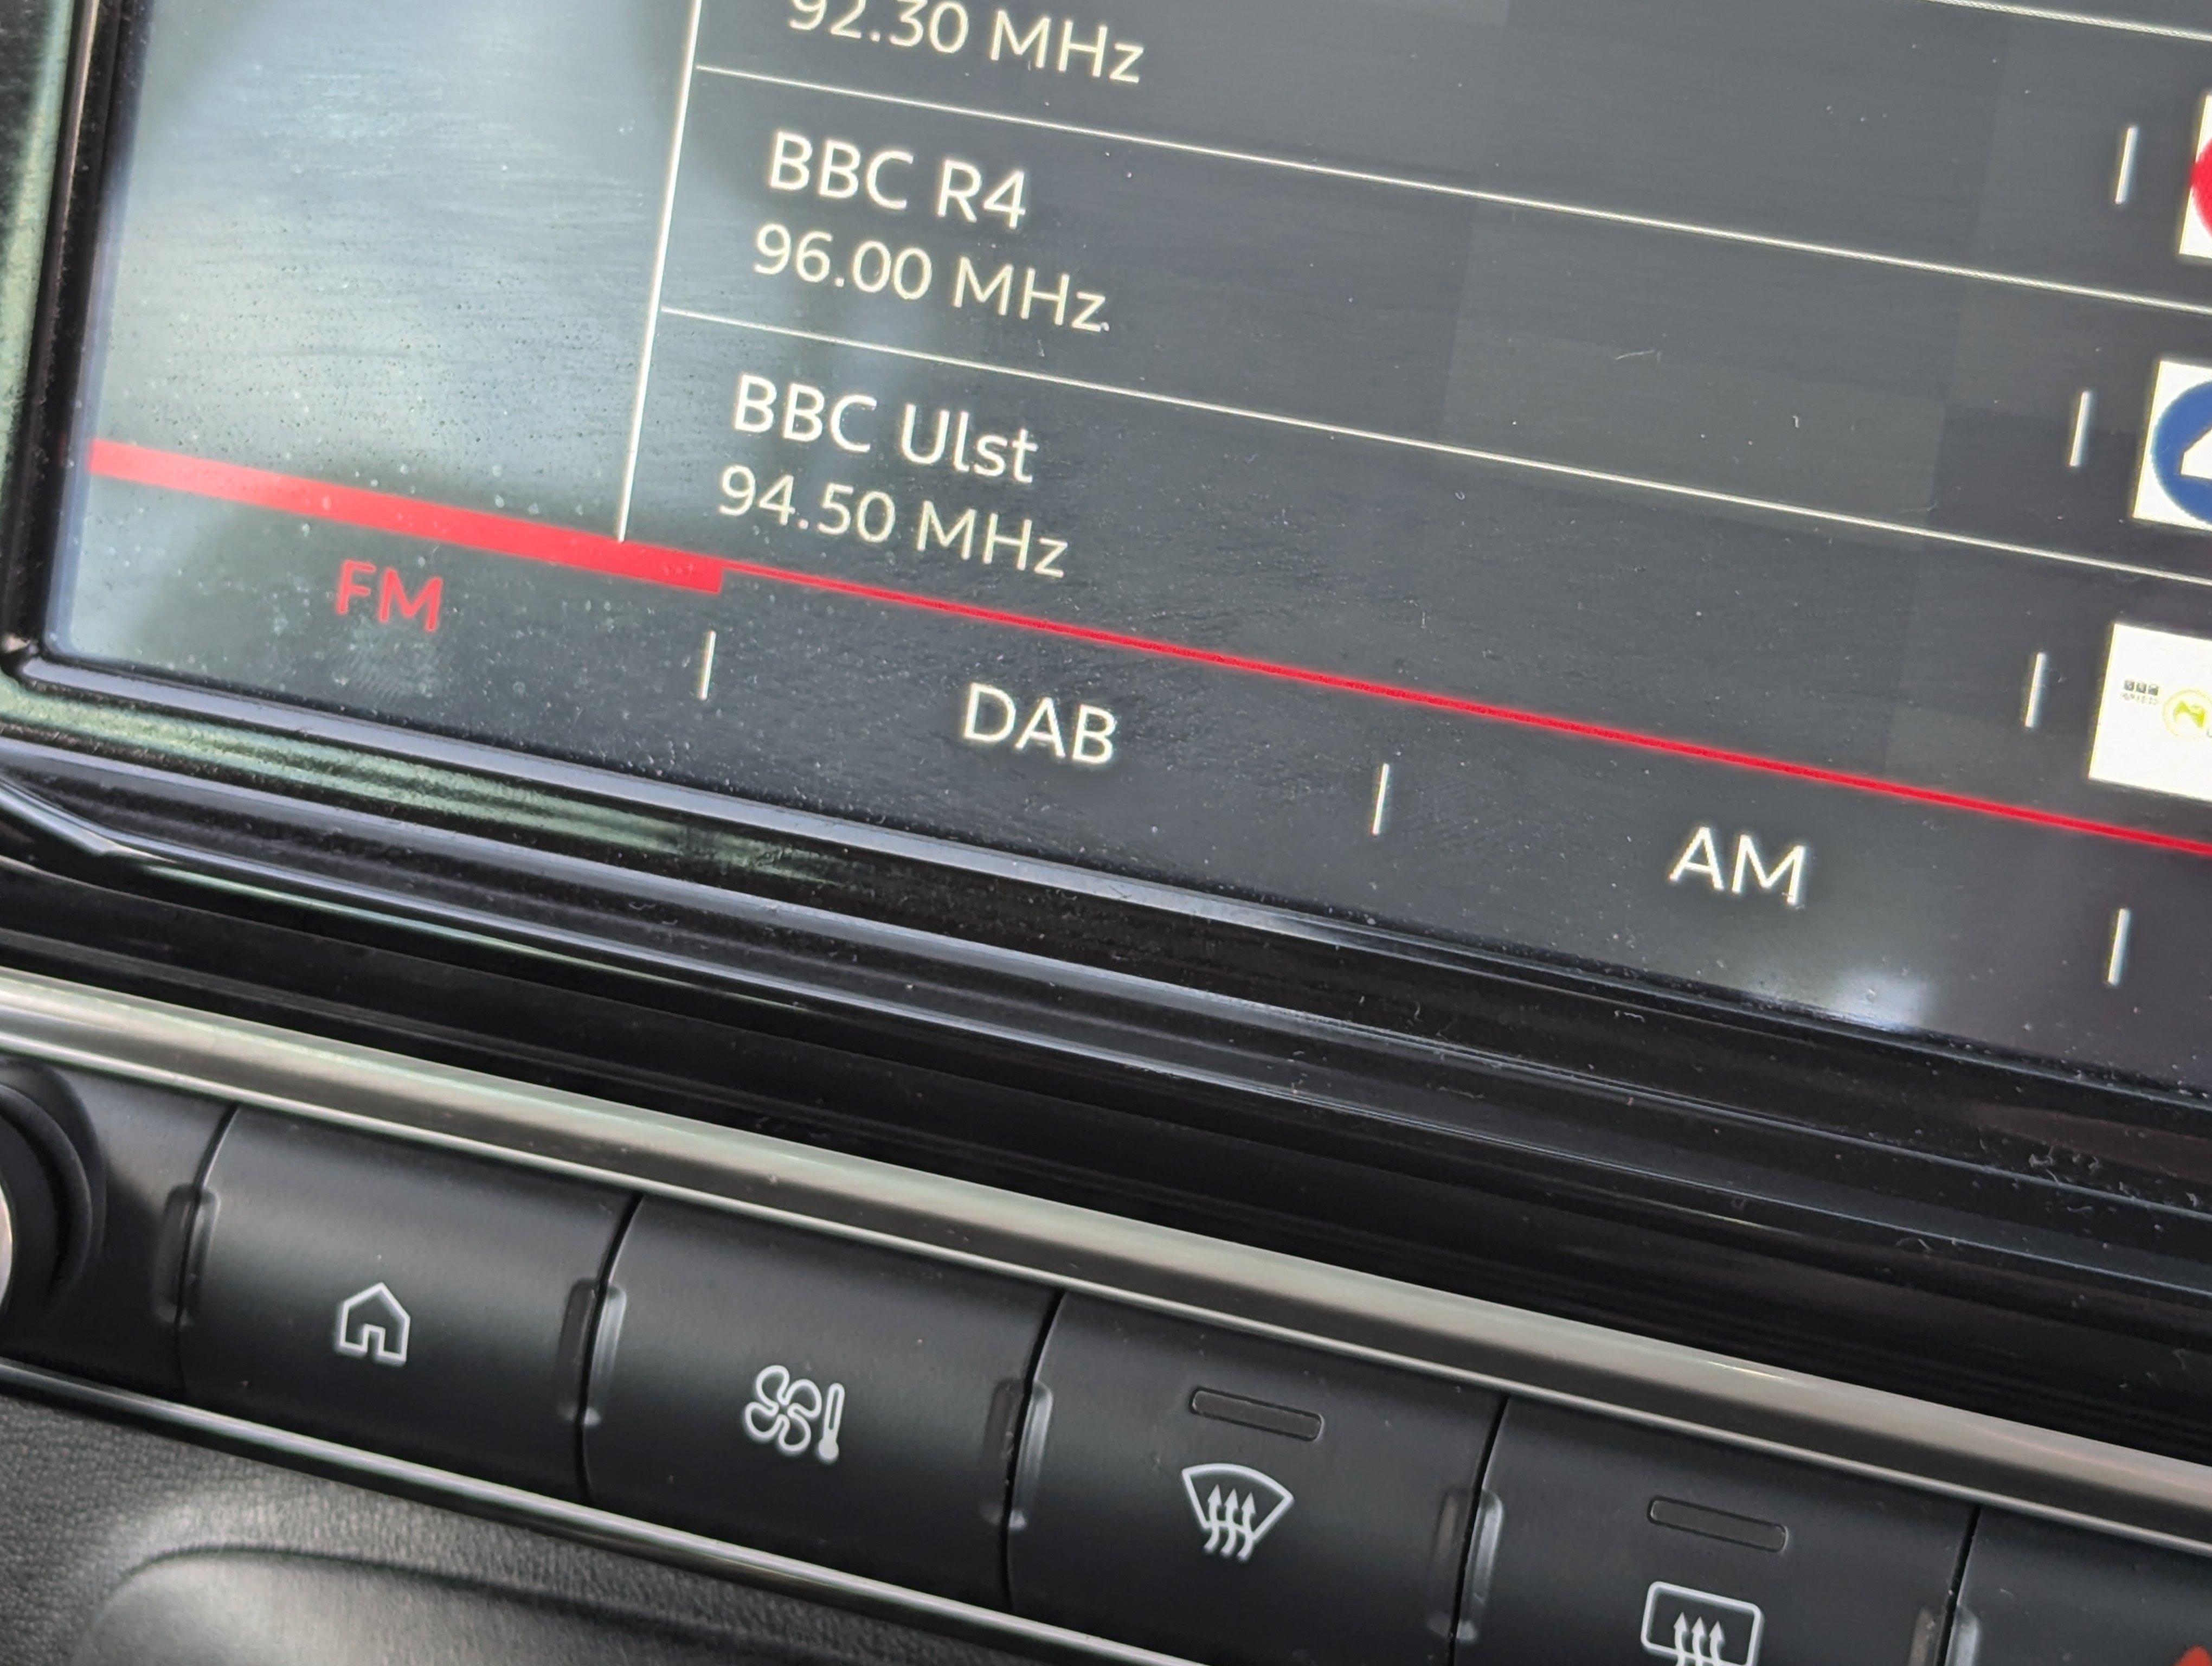 92.30 MHz
BBC R4
96.00 MHz
BBC Ulst
94.50 MHz
FM
DAB
AM